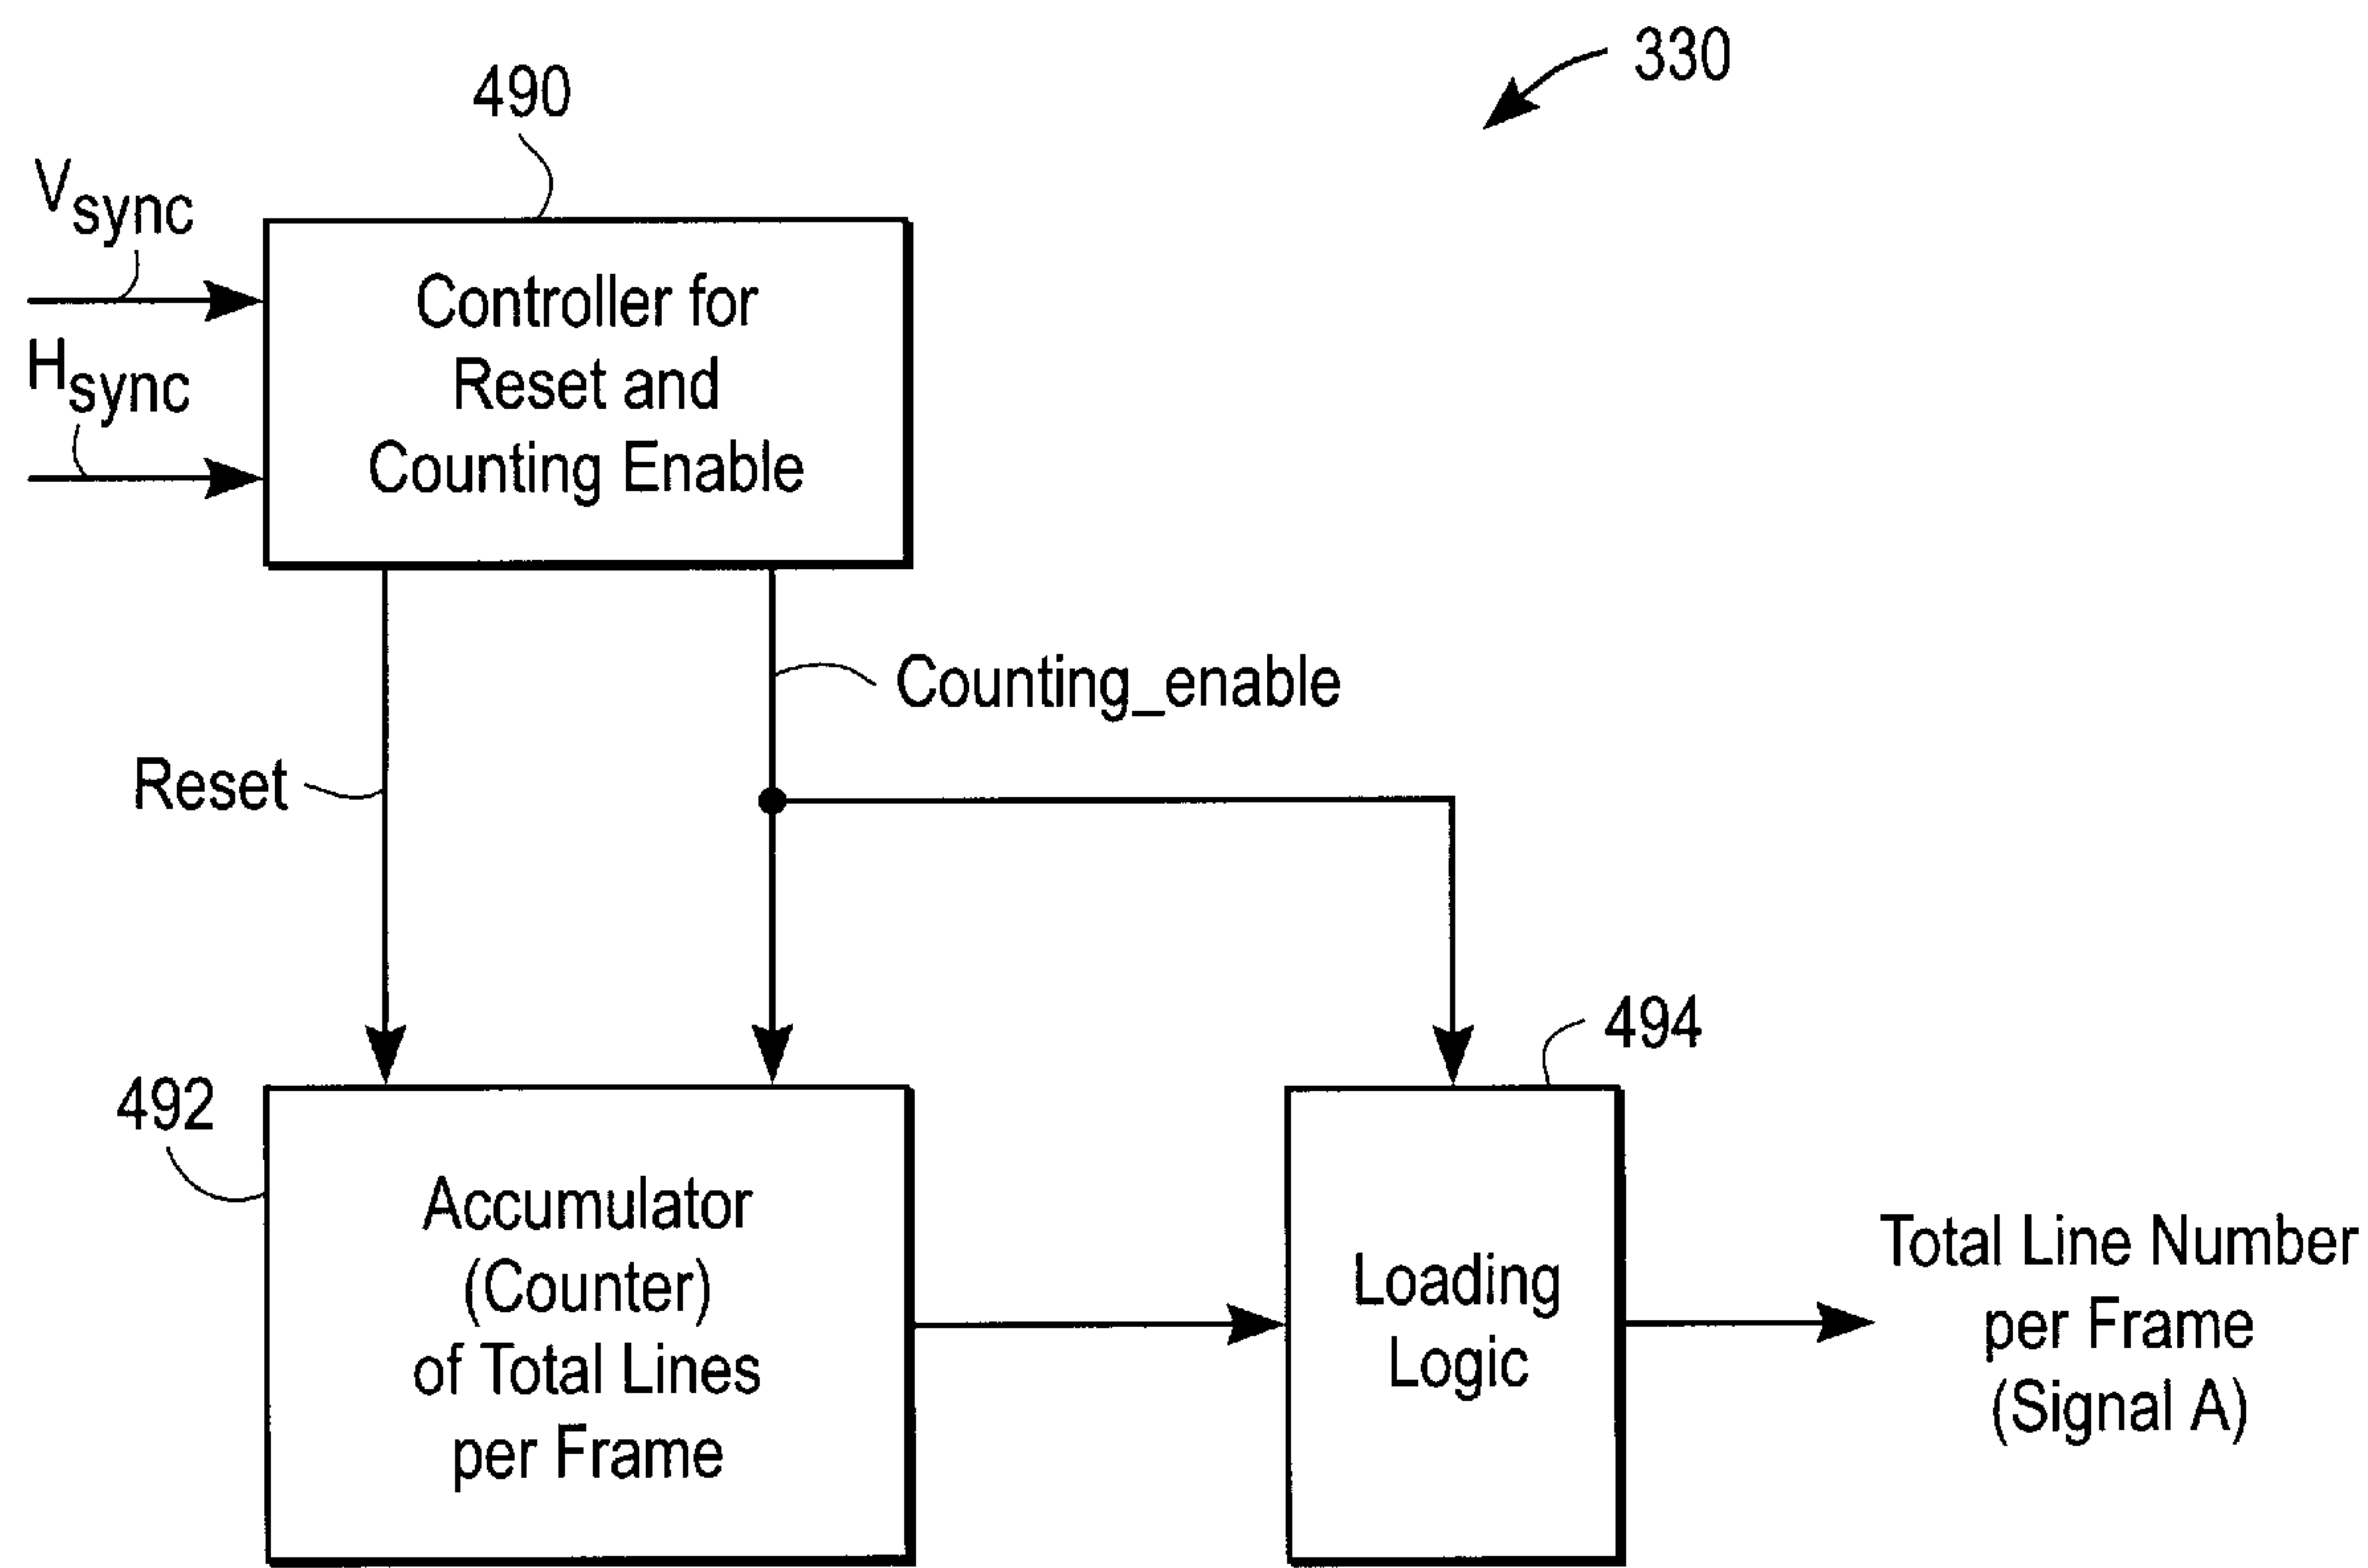 330
490
Vsync
Hsync
Controller for
Reset and
Counting Enable
Counting_enable
Reset
494
492
Accumulator
(Counter)
of Total Lines
per Frame
Loading
Logic
Total Line Number
per Frame
(Signal A)